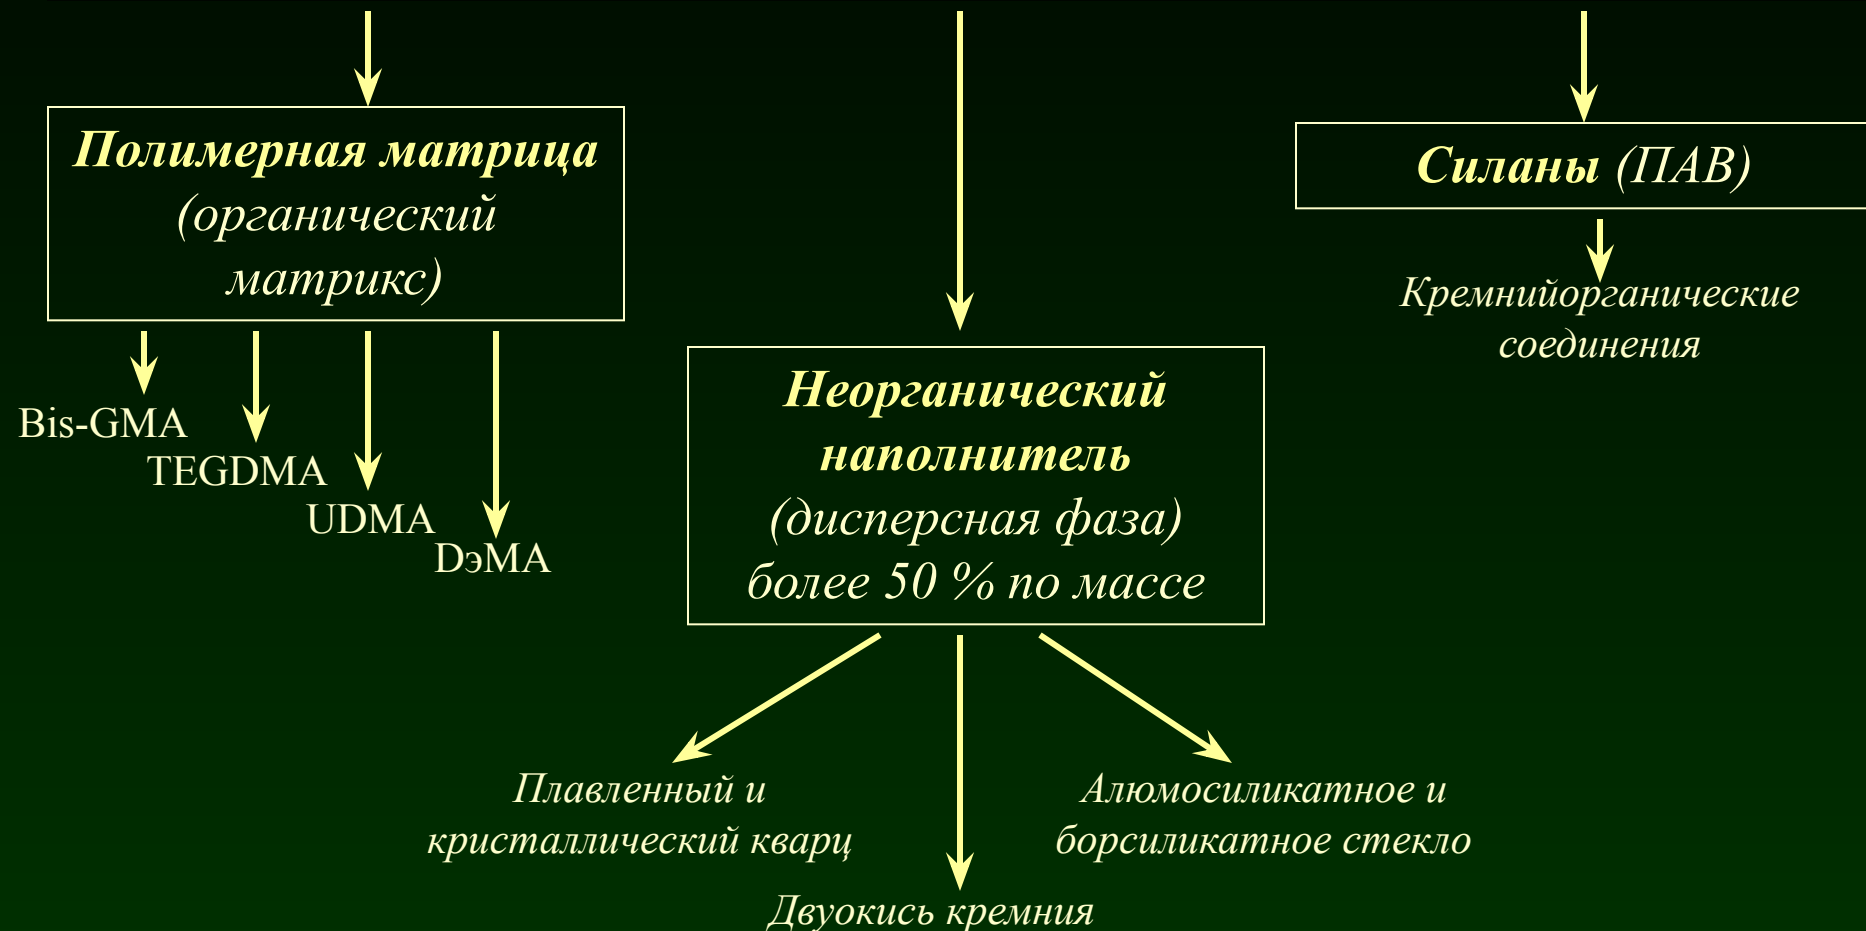 Полимерная матрица
(органический
матрикс)
Bis-GMA
TEGDMA
UDMA
DэMA
Неорганический
наполнитель
(дисперсная фаза)
более 50 % по массе
Плавленный и
кристаллический кварц
Двуокись кремния
Алюмосиликатное и
борсиликатное стекло
Силаны (ПАВ)
Кремнийорганические
соединения